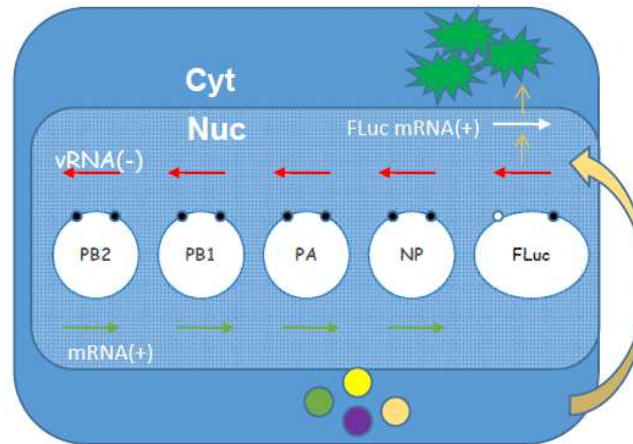 Cyt
Nuc
FLuc mRNA(+)
vRNA(-)
PB2 PB1 PA NP FLuc
mRNA(+)